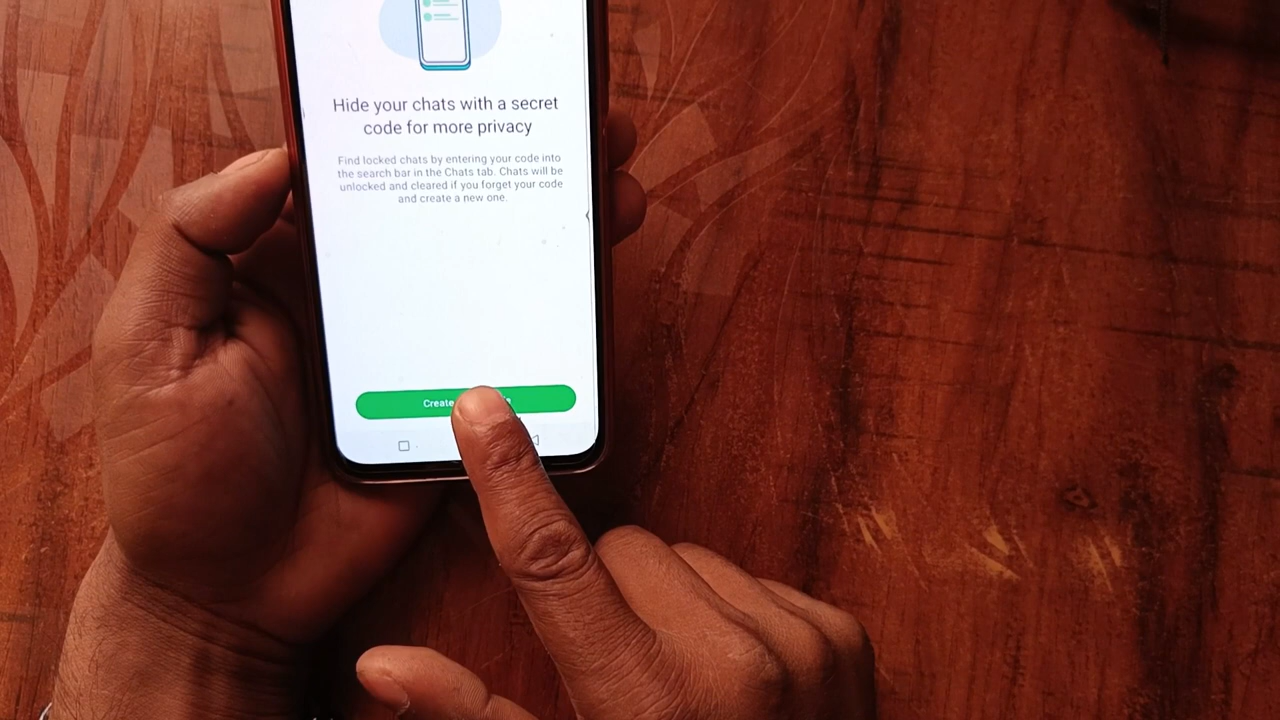 Hide your chats with a secret
code for more privacy
Find locked chats by entering your code into
the search bar in the Chats tab. Chats will be
unlocked and cleared if you forget your code
and create a new one.
Create